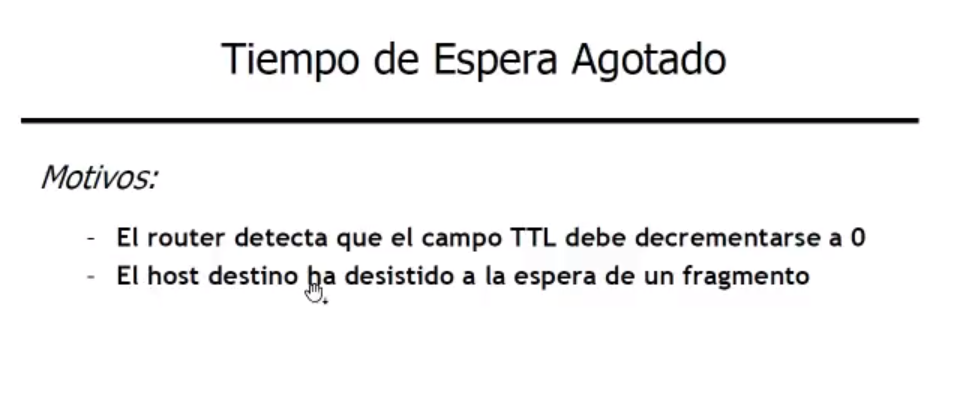 Tiempo de Espera Agotado
Motivos:
- El router detecta que el campo TTL debe decrementarse a 0
- El host destino ha desistido a la espera de un fragmento